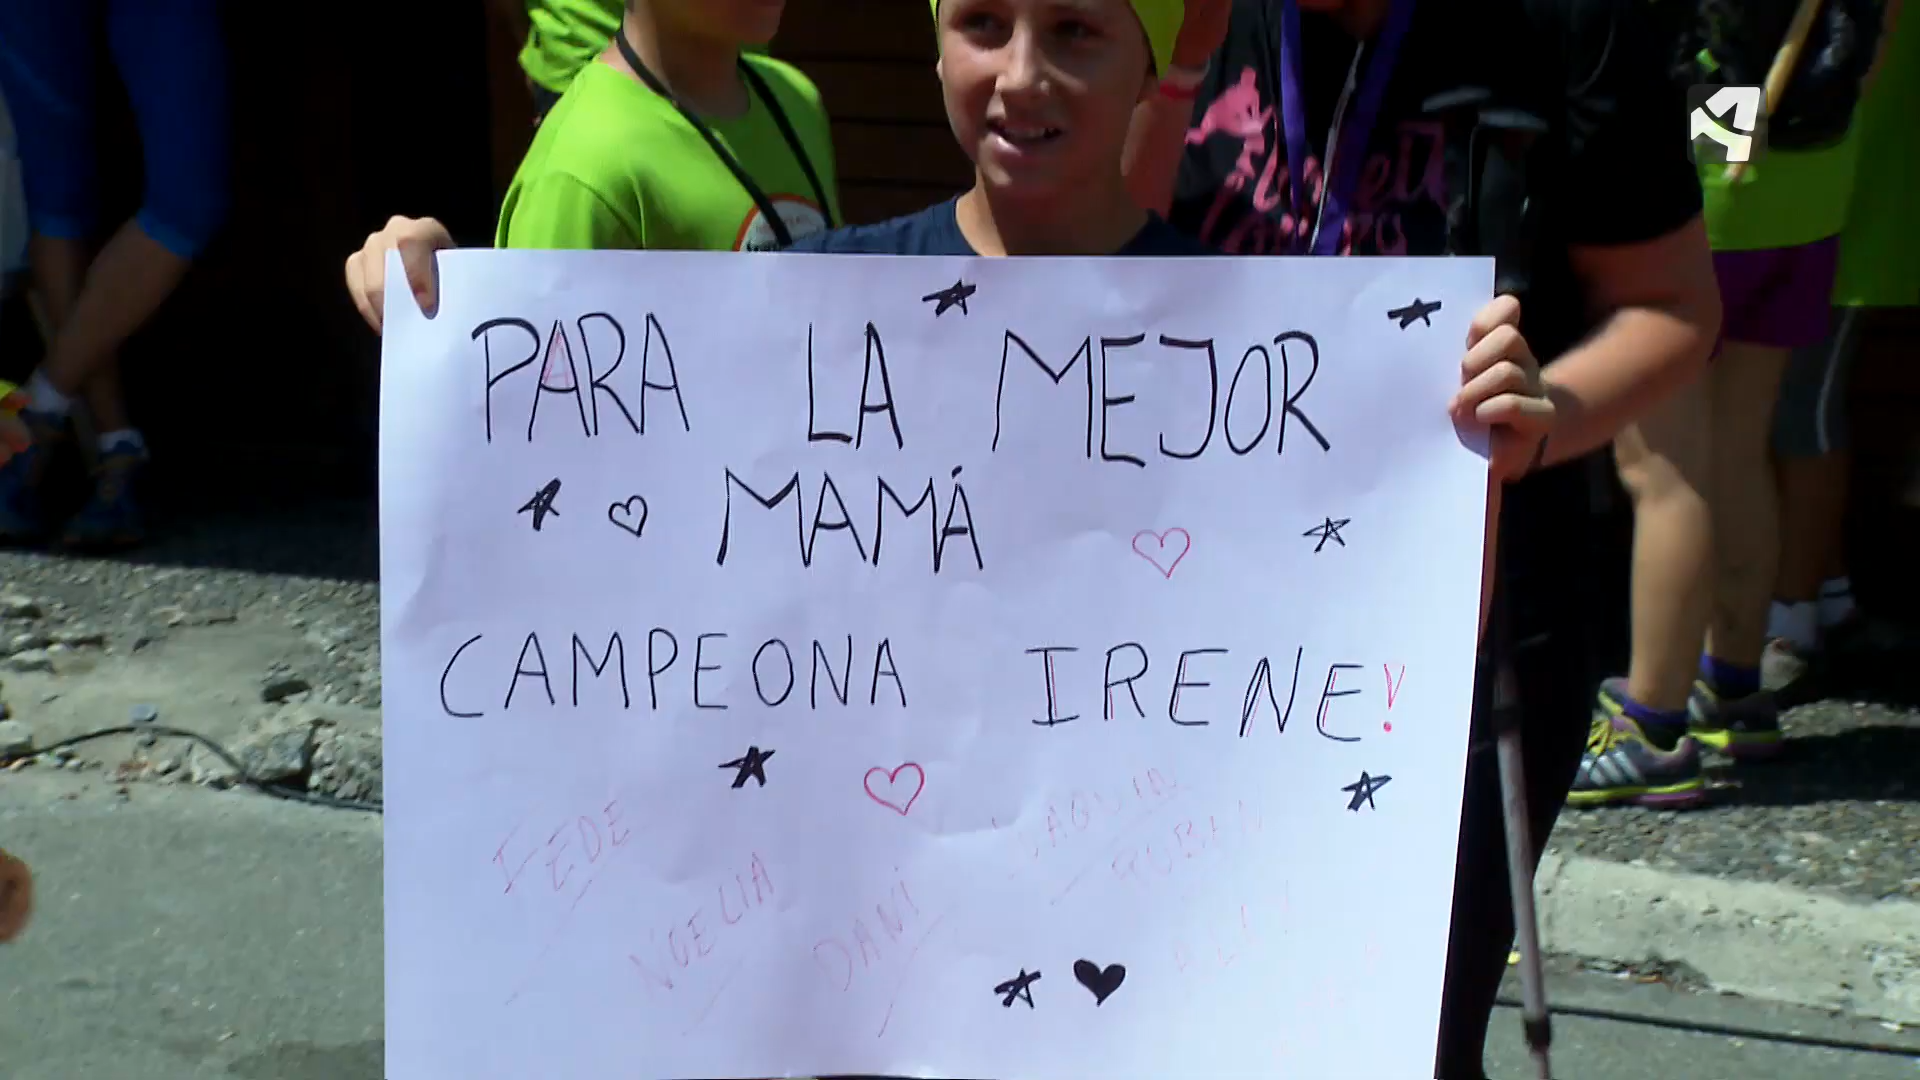 PARA LA MEJOR
MAMÁ
CAMPEONA IRENE!
FEDE
NOELIA
DANI